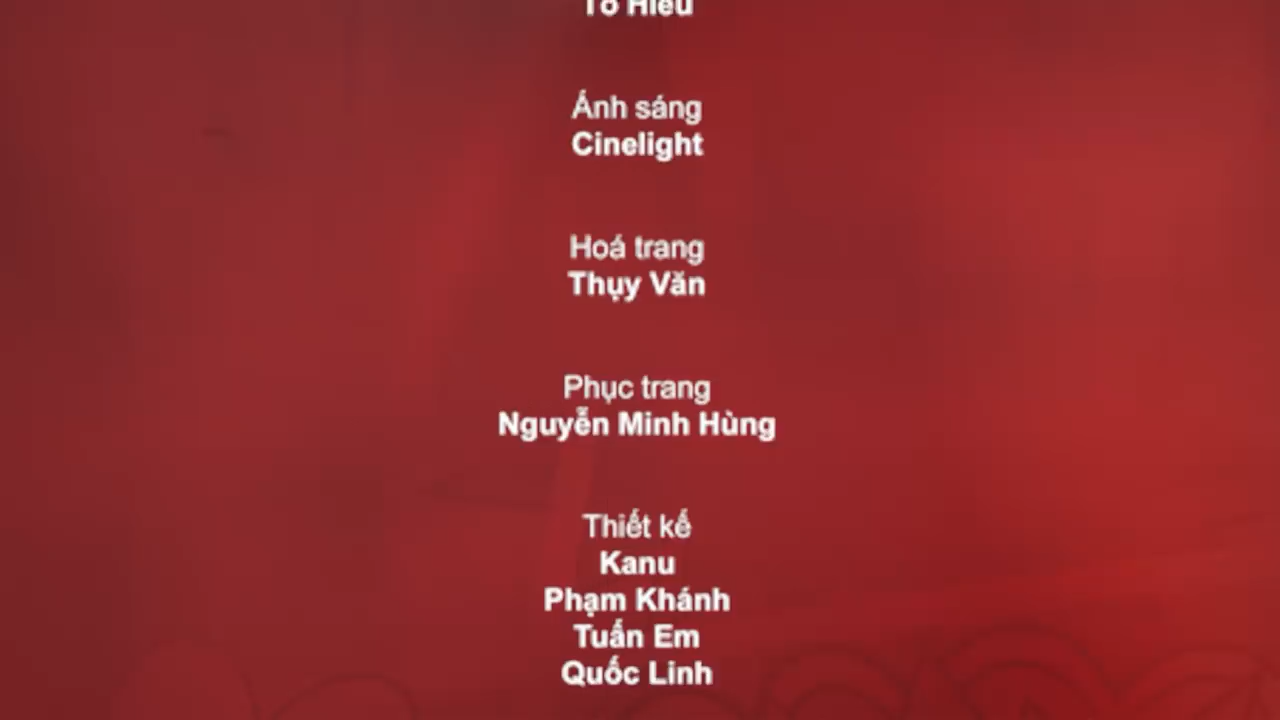 Ánh sáng
Cinelight
Hoá trang
Thụy Văn
Phục trang
Nguyễn Minh Hùng
Thiết kế
Kanu
Phạm Khánh
Tuấn Em
Quốc Linh